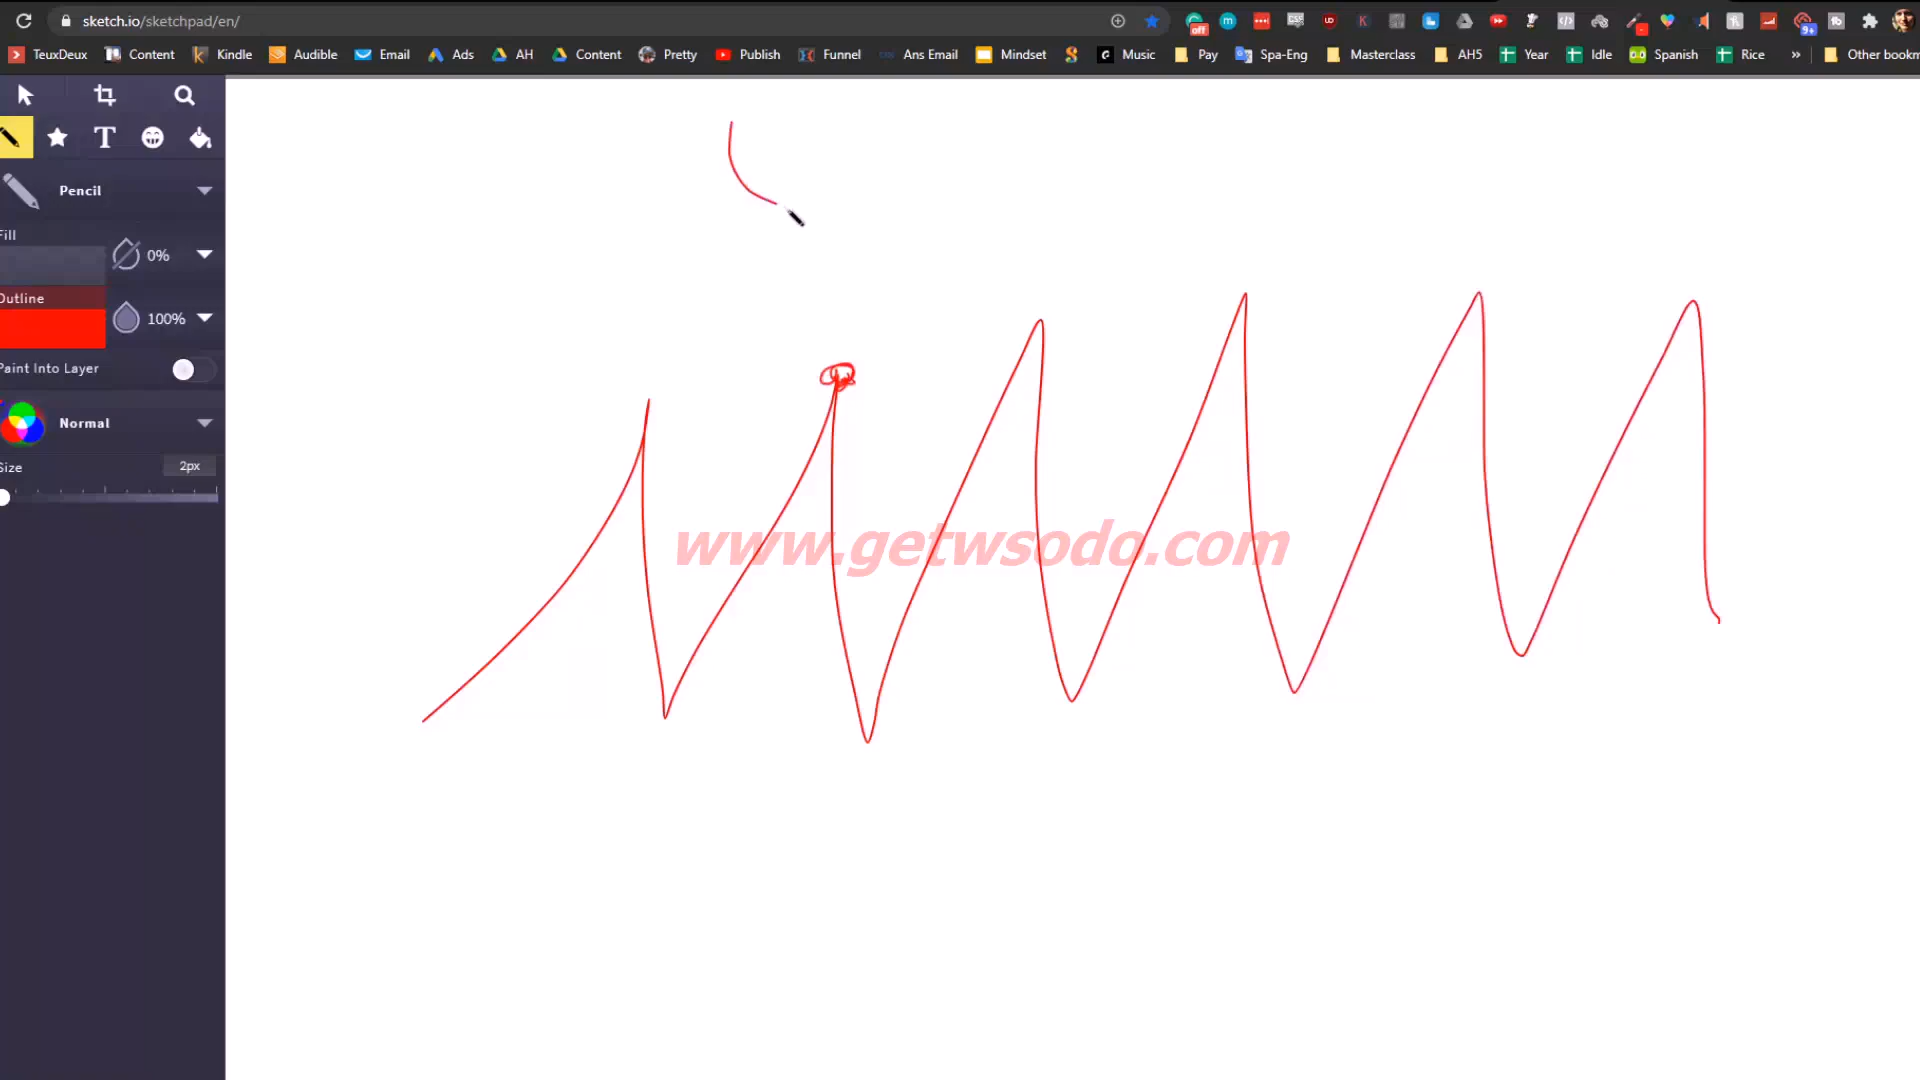 sketch.io/sketchpad/en/
TeuxDeux Content Kindle Audible Email Ads AH Content Pretty Publish Funnel Ans Email Mindset Music Pay Spa-Eng Masterclass AH5 Year Idle Spanish Rice » Other bookm
off
9+
T
Pencil
Fill
0%
Outline
100%
Paint Into Layer
Normal
Size
2px
www.getwsodo.com